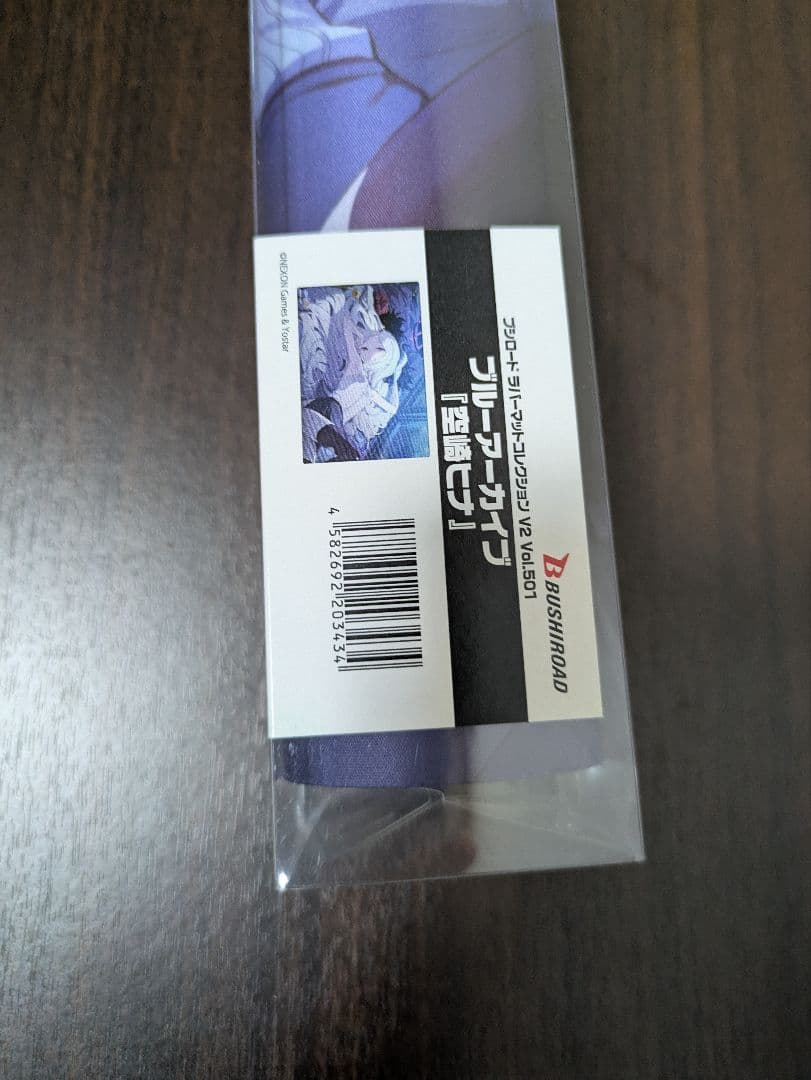 BUSHIROAD
ブシロード ラバーマットコレクション V2 Vol.501
ブルーアーカイブ
『空崎ヒナ』
4 582692 203434
©NEXON Games & Yostar